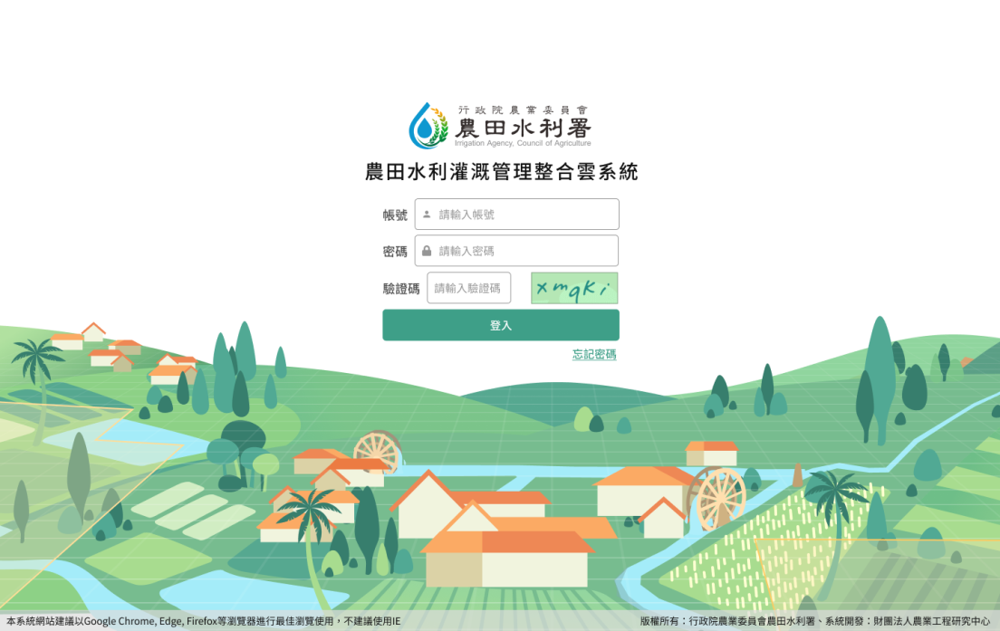 行政院農業委員會
農田水利署
Irrigation Agency, Council of Agriculture
農田水利灌溉管理整合雲系統
帳號 請輸入帳號
密碼 請輸入密碼
驗證碼 請輸入驗證碼 xmqki
登入
忘記密碼
本系統網站建議以Google Chrome, Edge, Firefox等瀏覽器進行最佳瀏覽使用，不建議使用IE
版權所有：行政院農業委員會農田水利署、系統開發：財團法人農業工程研究中心